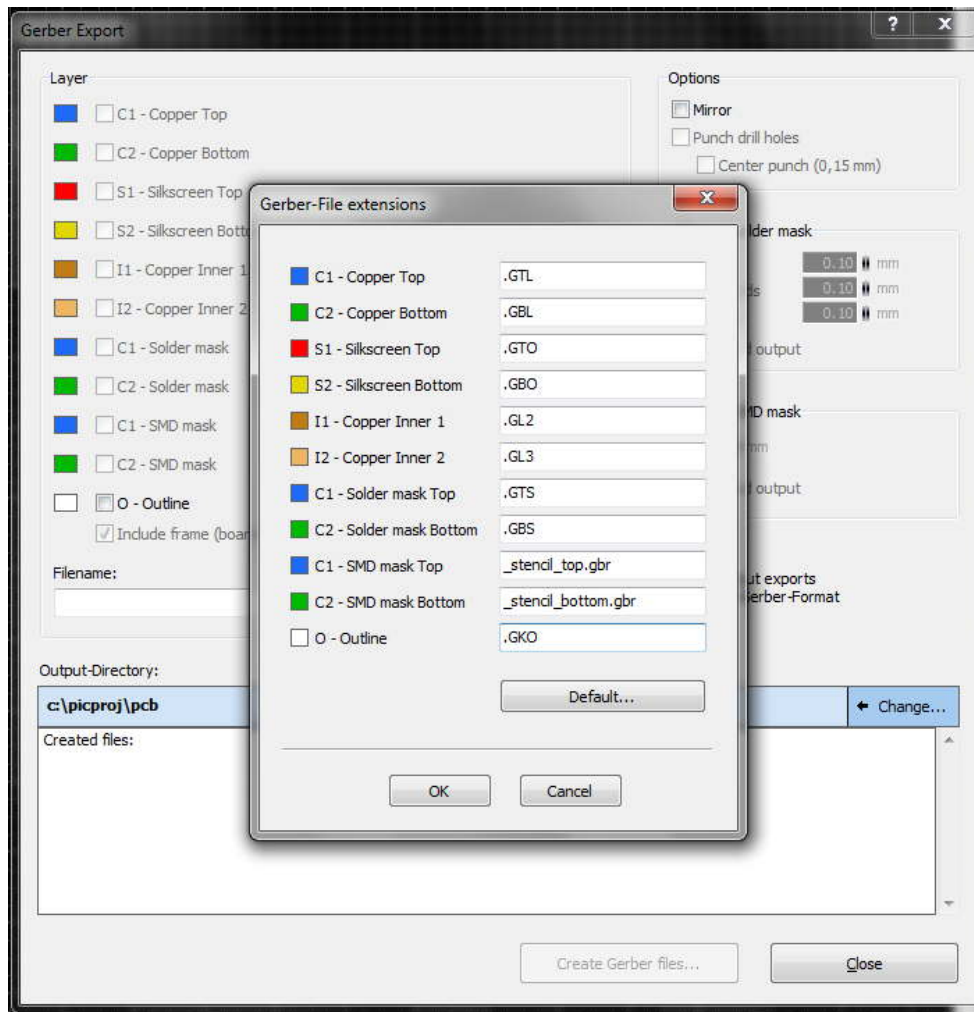 Gerber Export
?
x
Layer
C1 - Copper Top
C2 - Copper Bottom
S1 - Silkscreen Top
S2 - Silkscreen Botto
I1 - Copper Inner 1
I2 - Copper Inner 2
C1 - Solder mask
C2 - Solder mask
C1 - SMD mask
C2 - SMD mask
O - Outline
Include frame (boar
Filename:
Options
Mirror
Punch drill holes
Center punch (0,15 mm)
lder mask
0.10 mm
ds 0.10 mm
0.10 mm
output
MD mask
mm
output
ut exports
erber-Format
Gerber-File extensions
x
C1 - Copper Top .GTL
C2 - Copper Bottom .GBL
S1 - Silkscreen Top .GTO
S2 - Silkscreen Bottom .GBO
I1 - Copper Inner 1 .GL2
I2 - Copper Inner 2 .GL3
C1 - Solder mask Top .GTS
C2 - Solder mask Bottom .GBS
C1 - SMD mask Top _stencil_top.gbr
C2 - SMD mask Bottom _stencil_bottom.gbr
O - Outline .GKO
Default...
OK Cancel
Output-Directory:
c:\picproj\pcb
Change...
Created files:
Create Gerber files... Close